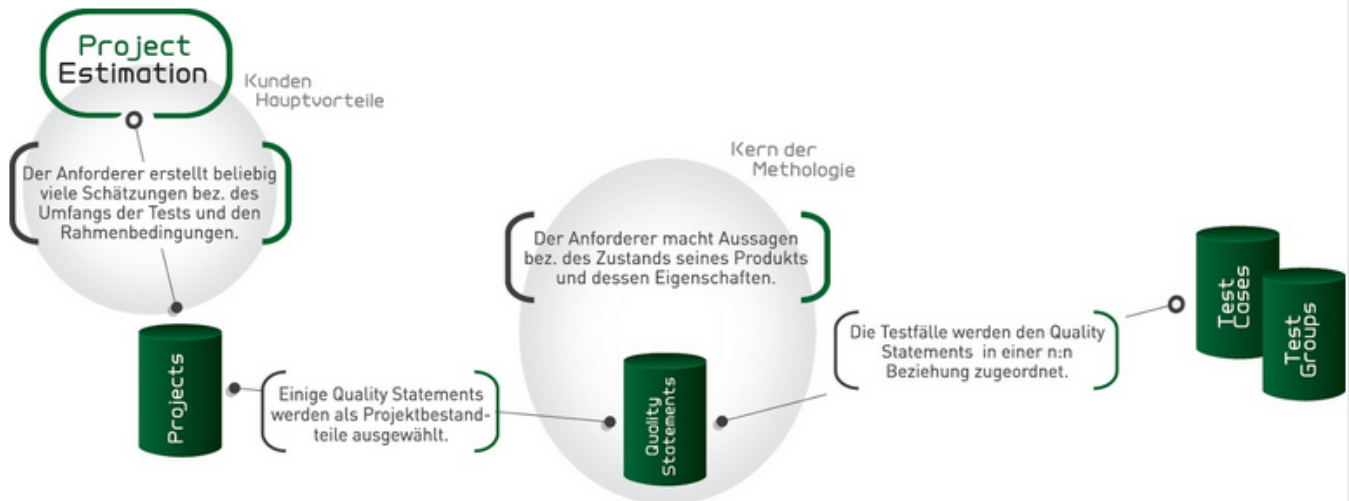 Project
Estimation
Kunden
Hauptvorteile
Der Anforderer erstellt beliebig
viele Schätzungen bez. des
Umfangs der Tests und den
Rahmenbedingungen.
Projects
Einige Quality Statements
werden als Projektbestand-
teile ausgewählt.
Kern der
Methologie
Der Anforderer macht Aussagen
bez. des Zustands seines Produkts
und dessen Eigenschaften.
Quality
Statements
Die Testfälle werden den Quality
Statements in einer n:n
Beziehung zugeordnet.
Test
Cases
Test
Groups